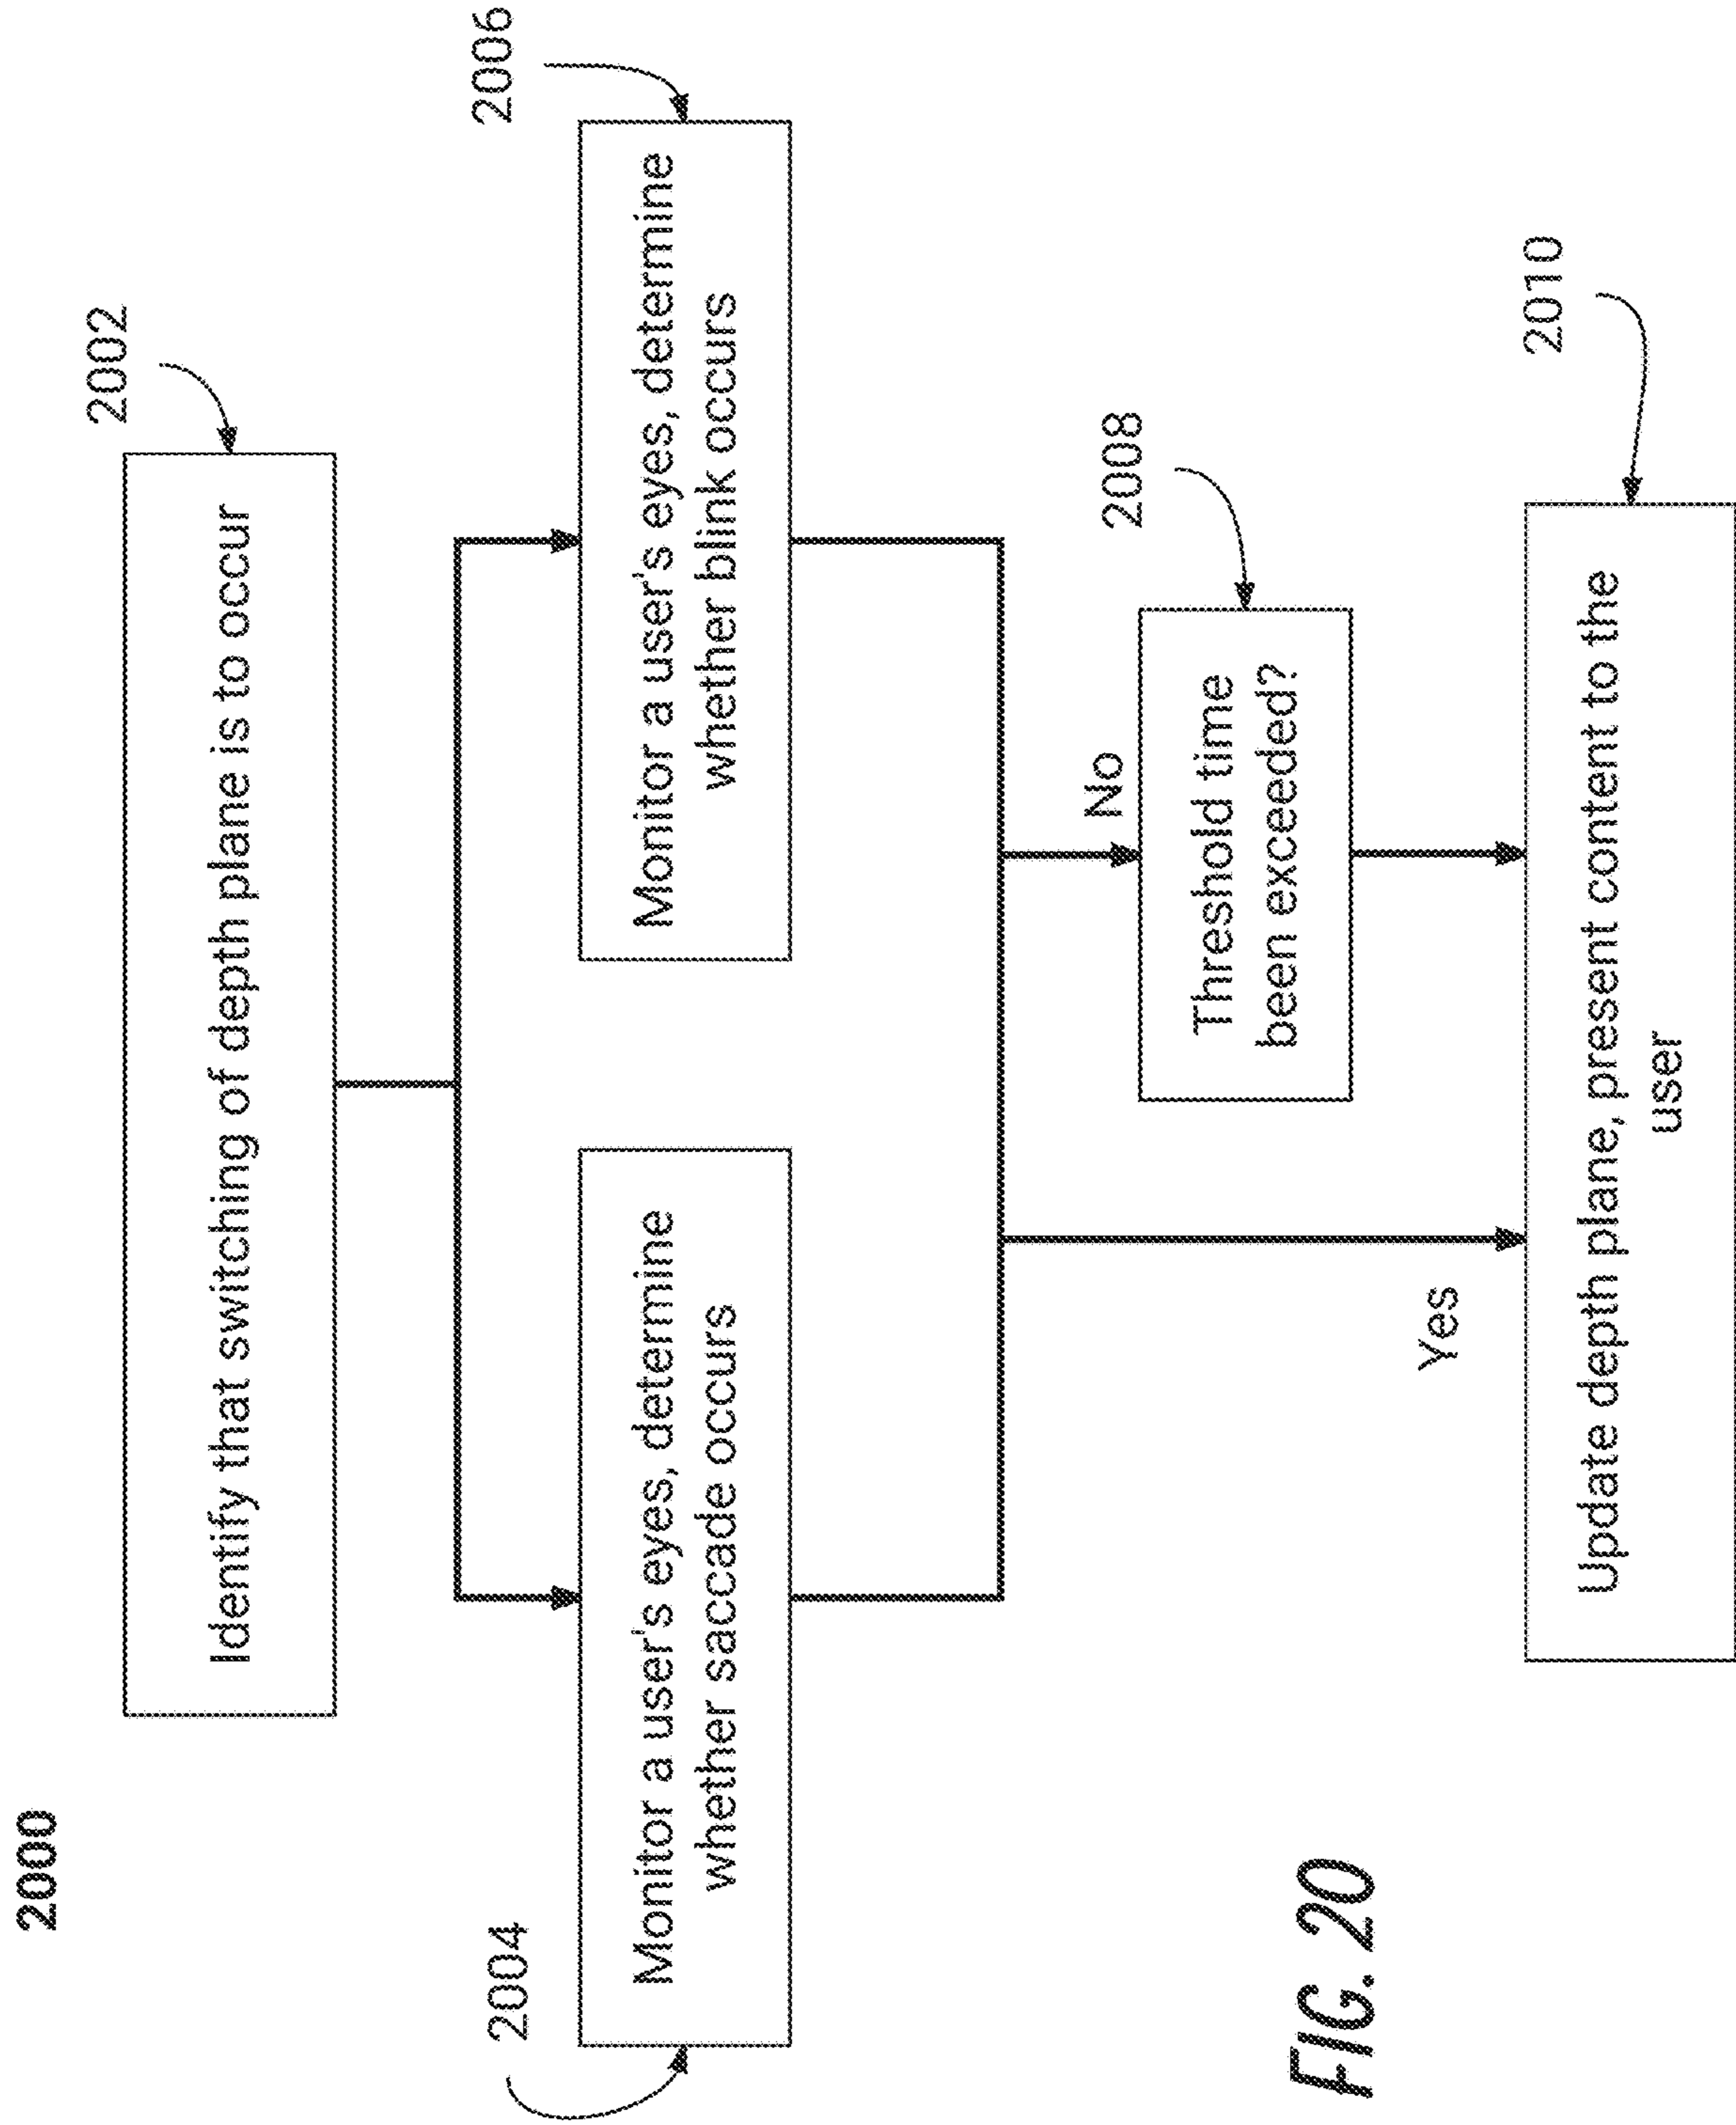 2000
2002
Identify that switching of depth plane is to occur
2004
2006
Monitor a user's eyes, determine
whether saccade occurs
Monitor a user's eyes, determine
whether blink occurs
No
2008
Threshold time
been exceeded?
Yes
2010
Update depth plane, present content to the
user
FIG. 20